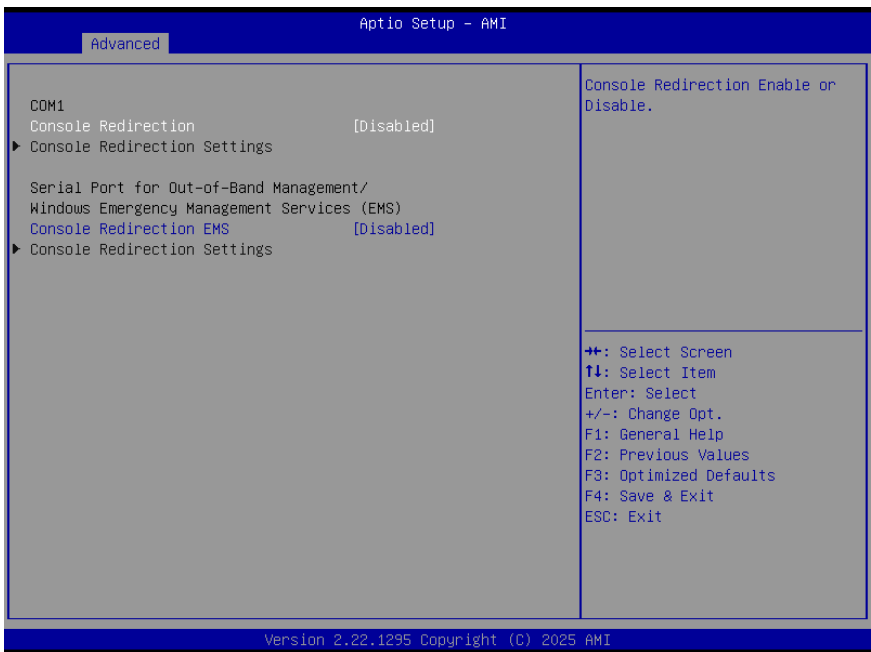 Aptio Setup – AMI
Advanced
COM1
Console Redirection [Disabled]
Console Redirection Settings
Serial Port for Out-of-Band Management/
Windows Emergency Management Services (EMS)
Console Redirection EMS [Disabled]
Console Redirection Settings
Console Redirection Enable or
Disable.
→←: Select Screen
↑↓: Select Item
Enter: Select
+/-: Change Opt.
F1: General Help
F2: Previous Values
F3: Optimized Defaults
F4: Save & Exit
ESC: Exit
Version 2.22.1295 Copyright (C) 2025 AMI